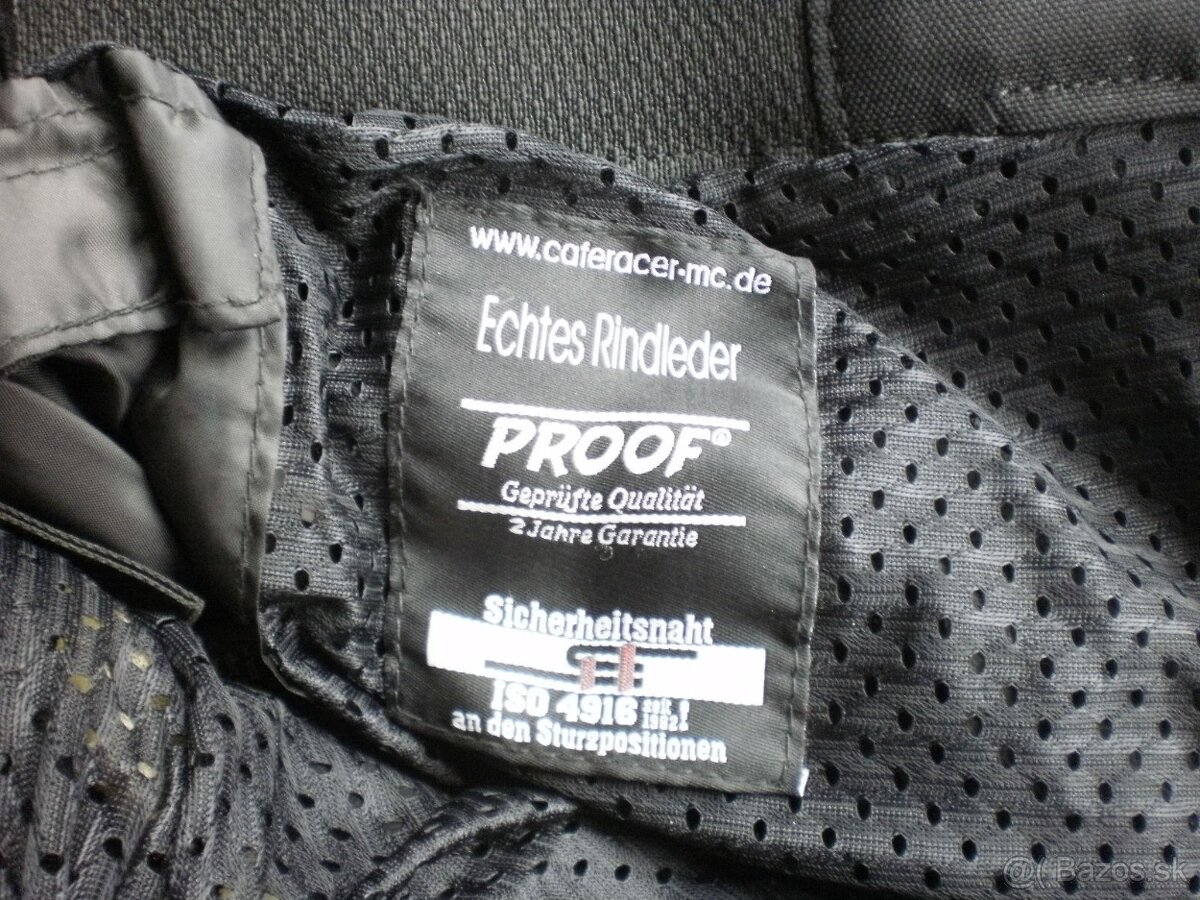 www.caferacer-mc.de
Echtes Rindleder
PROOF®
Geprüfte Qualität
2 Jahre Garantie
Sicherheitsnaht
ISO 4916
an den Sturzpositionen
Bazos.sk